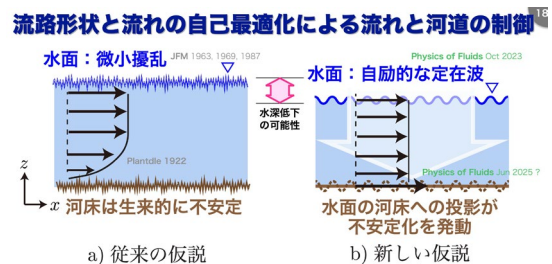 流路形状と流れの自己最適化による流れと河道の制御
18
水面：微小擾乱 JFM 1963, 1969, 1987
Physics of Fluids Oct 2023
水面：自励的な定在波
水深低下
の可能性
Plantdle 1922
Physics of Fluids Jun 2025 ?
z
x
河床は生来的に不安定
水面の河床への投影が
不安定化を発動
a) 従来の仮説
b) 新しい仮説